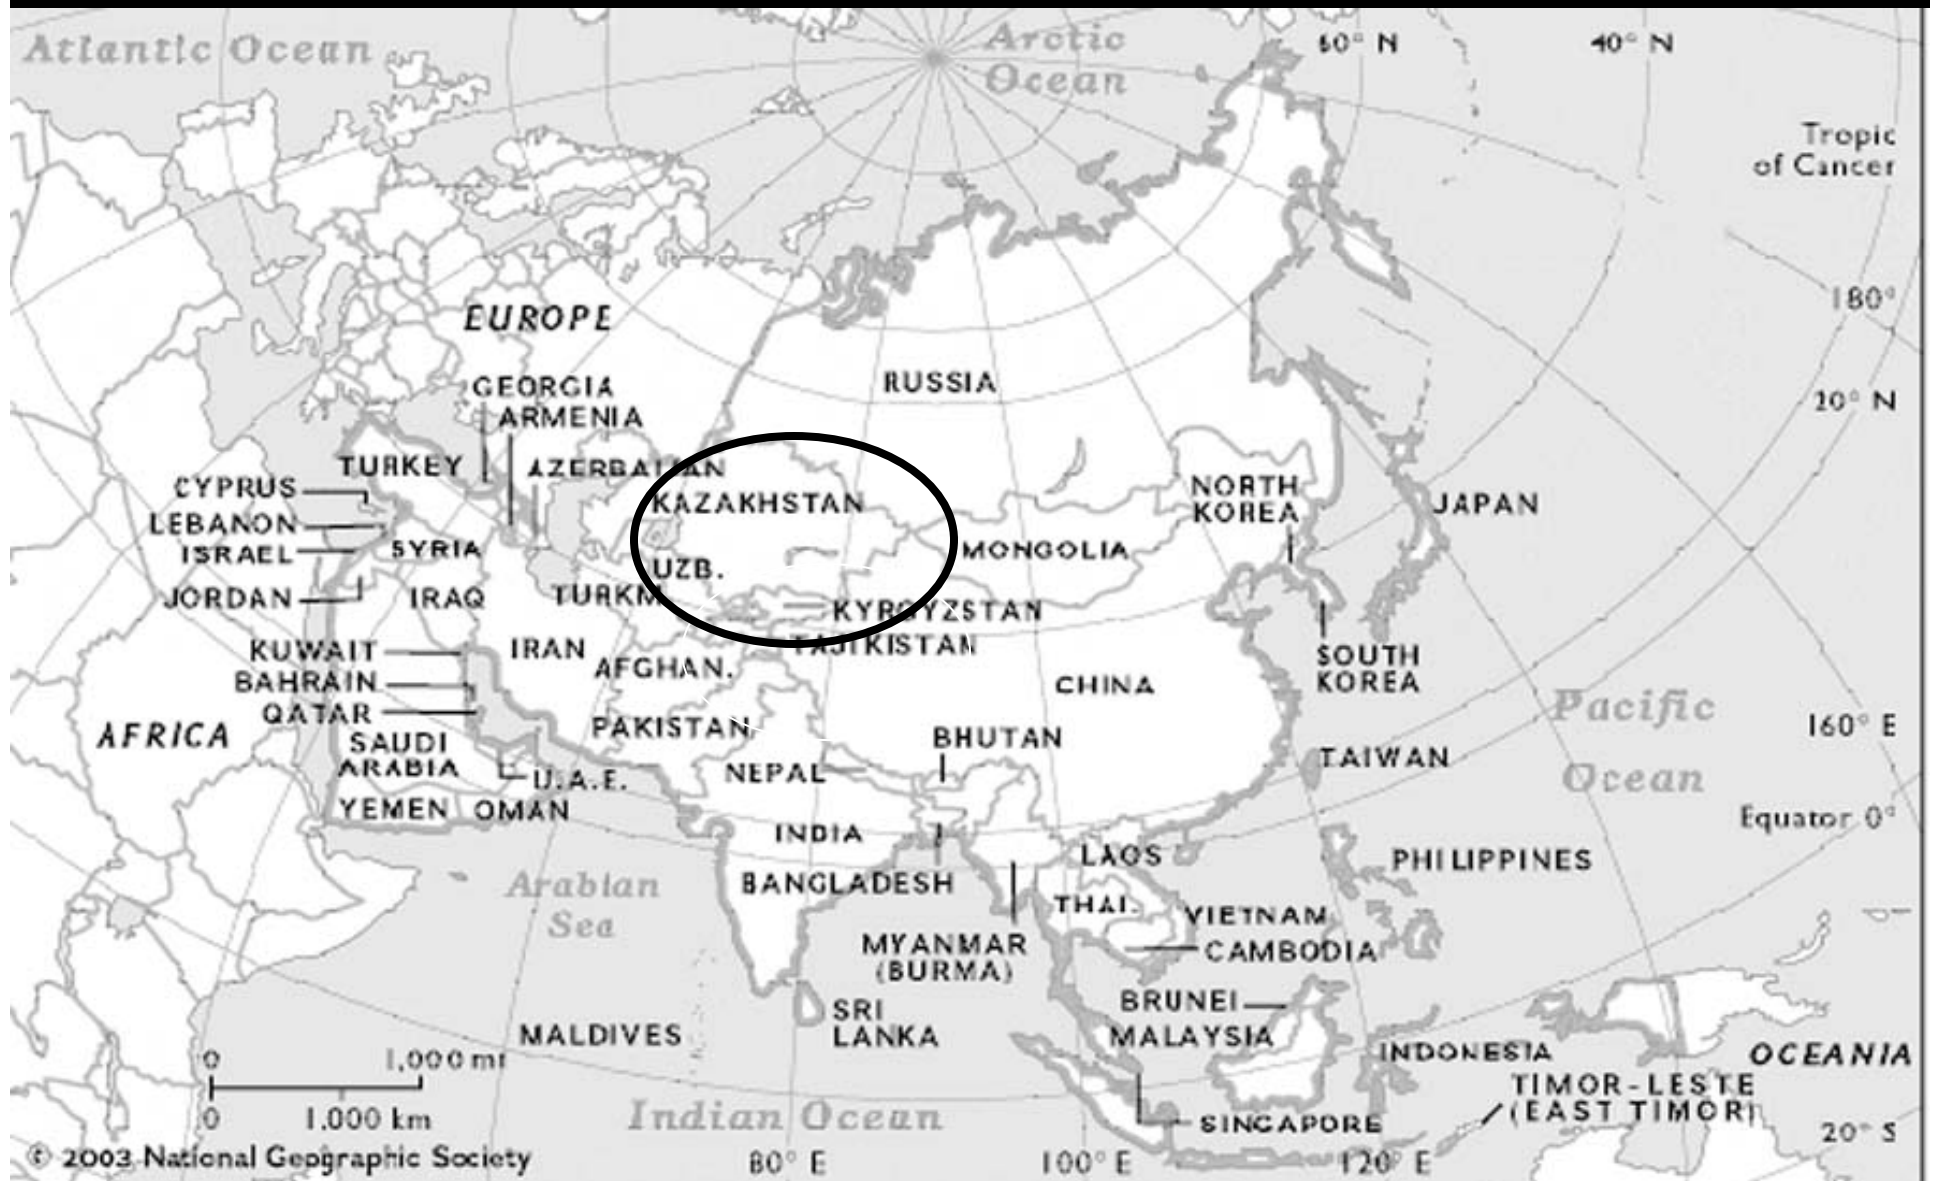 Atlantic Ocean
Arctic
Ocean
60° N
40° N
Tropic
of Cancer
180°
20° N
160° E
Equator 0°
20° S
EUROPE
RUSSIA
GEORGIA
ARMENIA
AZERBAIJAN
TURKEY
CYPRUS
LEBANON
ISRAEL
SYRIA
JORDAN
IRAQ
KAZAKHSTAN
UZB.
TURKM.
KYRGYZSTAN
TAJIKISTAN
MONGOLIA
NORTH
KOREA
JAPAN
SOUTH
KOREA
KUWAIT
BAHRAIN
QATAR
IRAN
AFGHAN.
CHINA
AFRICA
SAUDI
ARABIA
U.A.E.
YEMEN
OMAN
PAKISTAN
NEPAL
BHUTAN
TAIWAN
Pacific
Ocean
INDIA
BANGLADESH
LAOS
THAI.
VIETNAM
CAMBODIA
PHILIPPINES
Arabian
Sea
MYANMAR
(BURMA)
SRI
LANKA
MALDIVES
BRUNEI
MALAYSIA
INDONESIA
OCEANIA
TIMOR-LESTE
(EAST TIMOR)
SINGAPORE
Indian Ocean
0 1,000 mi
0 1,000 km
80° E
100° E
120° E
© 2003 National Geographic Society